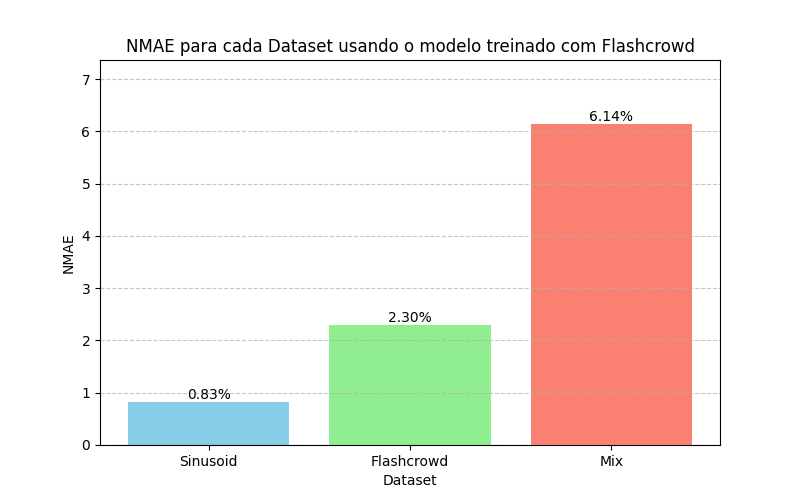 NMAE para cada Dataset usando o modelo treinado com Flashcrowd
7
6
5
4
3
2
1
0
NMAE
0.83%
2.30%
6.14%
Sinusoid
Flashcrowd
Mix
Dataset